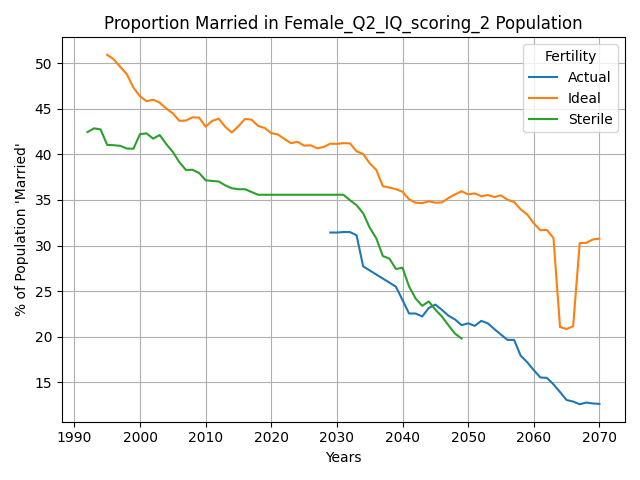 Proportion Married in Female_Q2_IQ_scoring_2 Population
Fertility
Actual
Ideal
Sterile
% of Population 'Married'
50
45
40
35
30
25
20
15
1990 2000 2010 2020 2030 2040 2050 2060 2070
Years